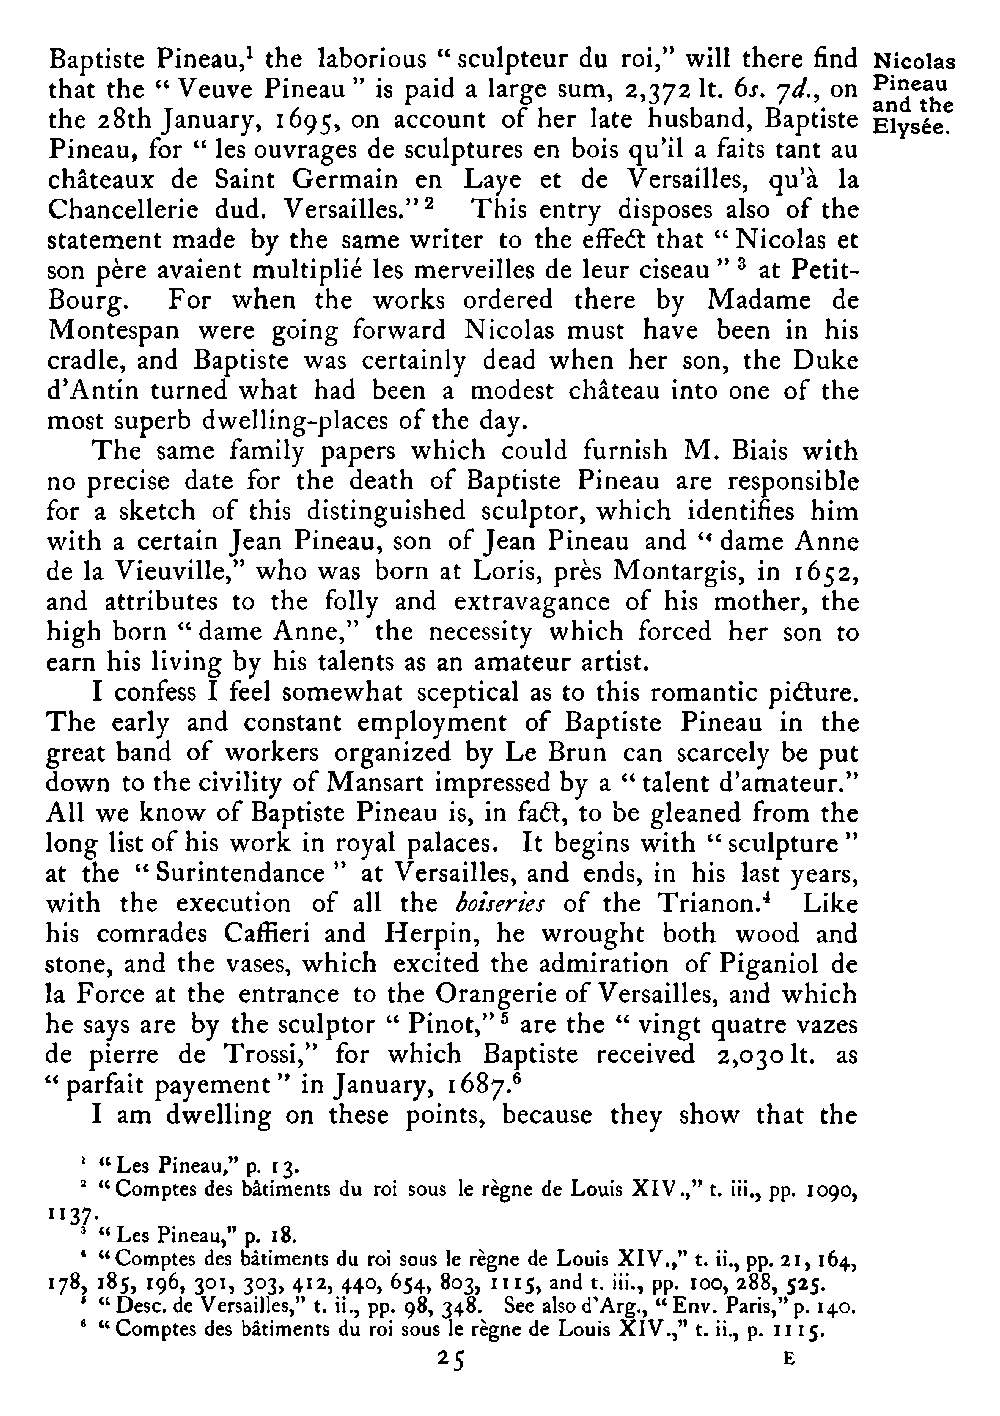 Baptiste Pineau,¹ the laborious “ sculpteur du roi,” will there find
that the “ Veuve Pineau ” is paid a large sum, 2,372 lt. 6s. 7d., on
the 28th January, 1695, on account of her late husband, Baptiste
Pineau, for “ les ouvrages de sculptures en bois qu’il a faits tant au
châteaux de Saint Germain en Laye et de Versailles, qu’à la
Chancellerie dud. Versailles.” ² This entry disposes also of the
statement made by the same writer to the effect that “ Nicolas et
son père avaient multiplié les merveilles de leur ciseau ” ³ at Petit-
Bourg. For when the works ordered there by Madame de
Montespan were going forward Nicolas must have been in his
cradle, and Baptiste was certainly dead when her son, the Duke
d’Antin turned what had been a modest château into one of the
most superb dwelling-places of the day.
The same family papers which could furnish M. Biais with
no precise date for the death of Baptiste Pineau are responsible
for a sketch of this distinguished sculptor, which identifies him
with a certain Jean Pineau, son of Jean Pineau and “ dame Anne
de la Vieuville,” who was born at Loris, près Montargis, in 1652,
and attributes to the folly and extravagance of his mother, the
high born “ dame Anne,” the necessity which forced her son to
earn his living by his talents as an amateur artist.
I confess I feel somewhat sceptical as to this romantic picture.
The early and constant employment of Baptiste Pineau in the
great band of workers organized by Le Brun can scarcely be put
down to the civility of Mansart impressed by a “ talent d’amateur.”
All we know of Baptiste Pineau is, in fact, to be gleaned from the
long list of his work in royal palaces. It begins with “ sculpture ”
at the “ Surintendance ” at Versailles, and ends, in his last years,
with the execution of all the boiseries of the Trianon.⁴ Like
his comrades Caffieri and Herpin, he wrought both wood and
stone, and the vases, which excited the admiration of Piganiol de
la Force at the entrance to the Orangerie of Versailles, and which
he says are by the sculptor “ Pinot,” ⁵ are the “ vingt quatre vazes
de pierre de Trossi,” for which Baptiste received 2,030 lt. as
“ parfait payement ” in January, 1687.⁶
I am dwelling on these points, because they show that the
Nicolas
Pineau
and the
Elysée.
¹ “ Les Pineau,” p. 13.
² “ Comptes des bâtiments du roi sous le règne de Louis XIV.,” t. iii., pp. 1090,
1137.
³ “ Les Pineau,” p. 18.
⁴ “ Comptes des bâtiments du roi sous le règne de Louis XIV.,” t. ii., pp. 21, 164,
178, 185, 196, 301, 303, 412, 440, 654, 803, 1115, and t. iii., pp. 100, 288, 525.
⁵ “ Desc. de Versailles,” t. ii., pp. 98, 348. See also d’Arg., “ Env. Paris,” p. 140.
⁶ “ Comptes des bâtiments du roi sous le règne de Louis XIV.,” t. ii., p. 1115.
25 E